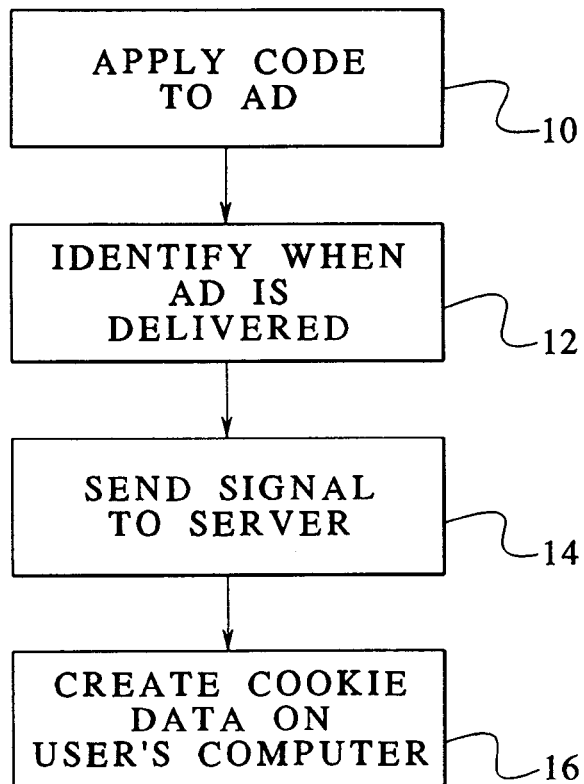 APPLY CODE
TO AD
10
IDENTIFY WHEN
AD IS
DELIVERED
12
SEND SIGNAL
TO SERVER
14
CREATE COOKIE
DATA ON
USER'S COMPUTER
16